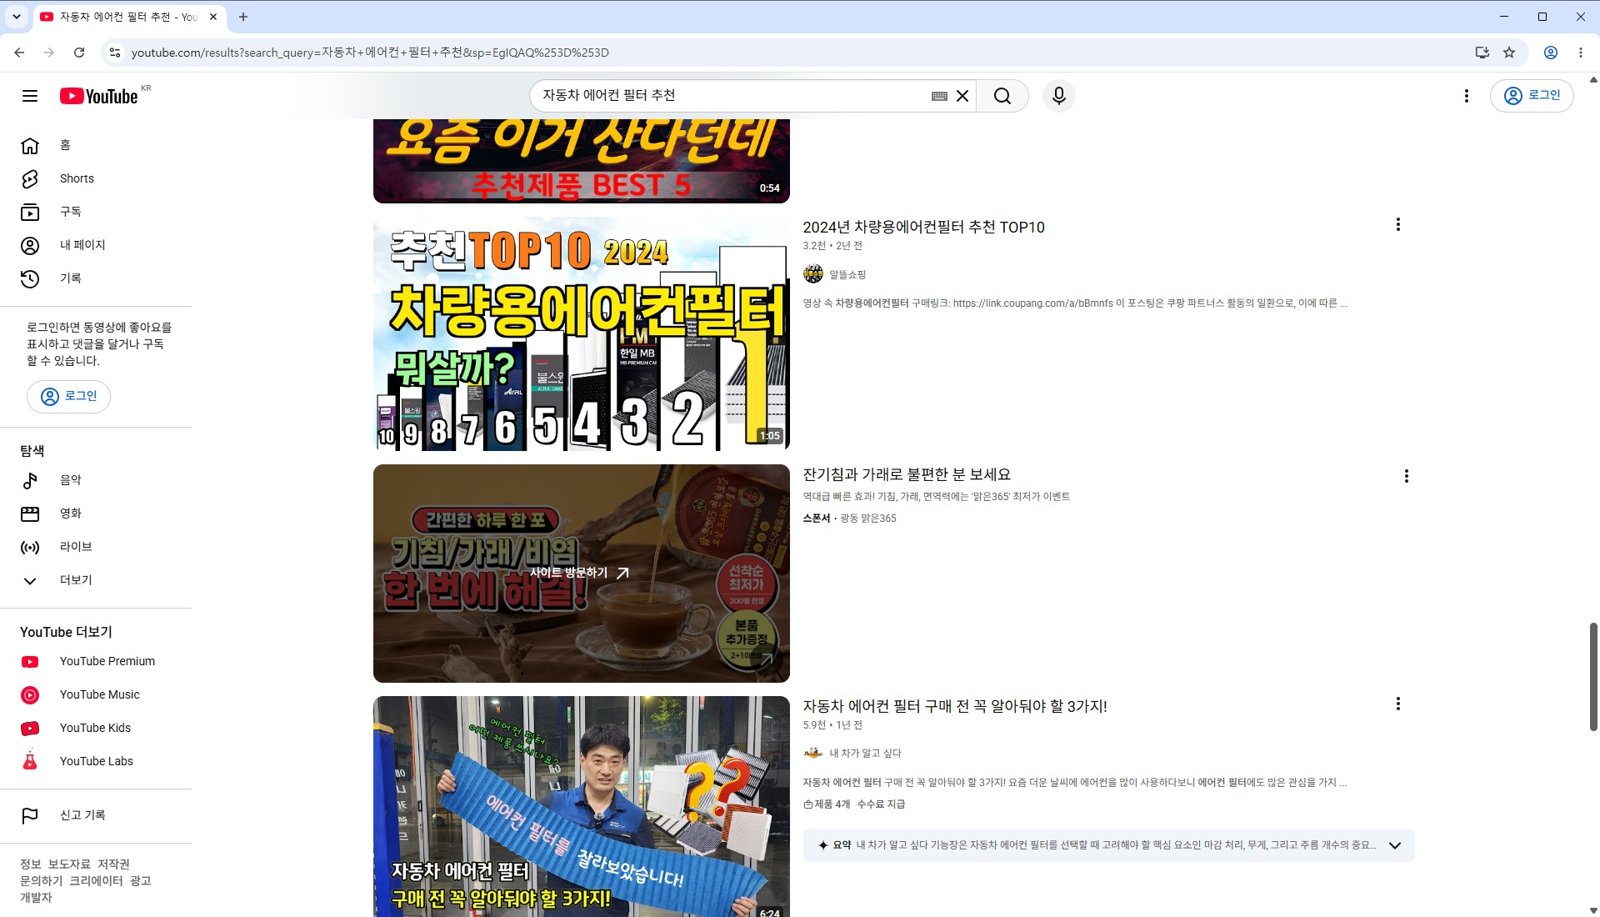 자동차 에어컨 필터 추천 - You
youtube.com/results?search_query=자동차+에어컨+필터+추천&sp=EgIQAQ%253D%253D
YouTube KR
자동차 에어컨 필터 추천
로그인
홈
Shorts
구독
내 페이지
기록
로그인하면 동영상에 좋아요를
표시하고 댓글을 달거나 구독
할 수 있습니다.
로그인
탐색
음악
영화
라이브
더보기
YouTube 더보기
YouTube Premium
YouTube Music
YouTube Kids
YouTube Labs
신고 기록
정보 보도자료 저작권
문의하기 크리에이터 광고
개발자
요즘 이거 산다던데
추천제품 BEST 5
0:54
추천TOP10 2024
차량용에어컨필터
뭐살까?
한일 MB
불스원
10 9 8 7 6 5 4 3 2 1
1:05
2024년 차량용에어컨필터 추천 TOP10
3.2천 • 2년 전
알뜰쇼핑
영상 속 차량용에어컨필터 구매링크: https://link.coupang.com/a/bBmnfs 이 포스팅은 쿠팡 파트너스 활동의 일환으로, 이에 따른 ...
간편한 하루 한 포
기침/가래/비염
한 번에 해결!
사이트 방문하기
선착순
최저가
200명 한정
본품
추가증정
잔기침과 가래로 불편한 분 보세요
역대급 빠른 효과! 기침, 가래, 면역력에는 '맑은365' 최저가 이벤트
스폰서 · 광동 맑은365
에어컨 필터
어떤 제품 쓰시나요?
??
에어컨 필터를 잘라보았습니다!
자동차 에어컨 필터
구매 전 꼭 알아둬야 할 3가지!
6:24
자동차 에어컨 필터 구매 전 꼭 알아둬야 할 3가지!
5.9천 • 1년 전
내 차가 알고 싶다
자동차 에어컨 필터 구매 전 꼭 알아둬야 할 3가지! 요즘 더운 날씨에 에어컨을 많이 사용하다보니 에어컨 필터에도 많은 관심을 가지 ...
제품 4개 수수료 지급
요약 내 차가 알고 싶다 기능장은 자동차 에어컨 필터를 선택할 때 고려해야 할 핵심 요소인 마감 처리, 무게, 그리고 주름 개수의 중요...